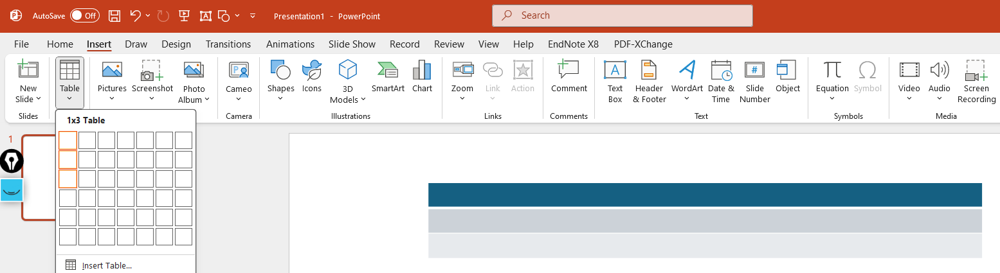 AutoSave Off Presentation1 - PowerPoint Search
File Home Insert Draw Design Transitions Animations Slide Show Record Review View Help EndNote X8 PDF-XChange
New Slide
Table
Pictures
Screenshot
Photo Album
Cameo
Shapes
Icons
3D Models
SmartArt
Chart
Zoom
Link
Action
Comment
Text Box
Header & Footer
WordArt
Date & Time
Slide Number
Object
Equation
Symbol
Video
Audio
Screen Recording
Slides Camera Illustrations Links Comments Text Symbols Media
1x3 Table
1
Insert Table...